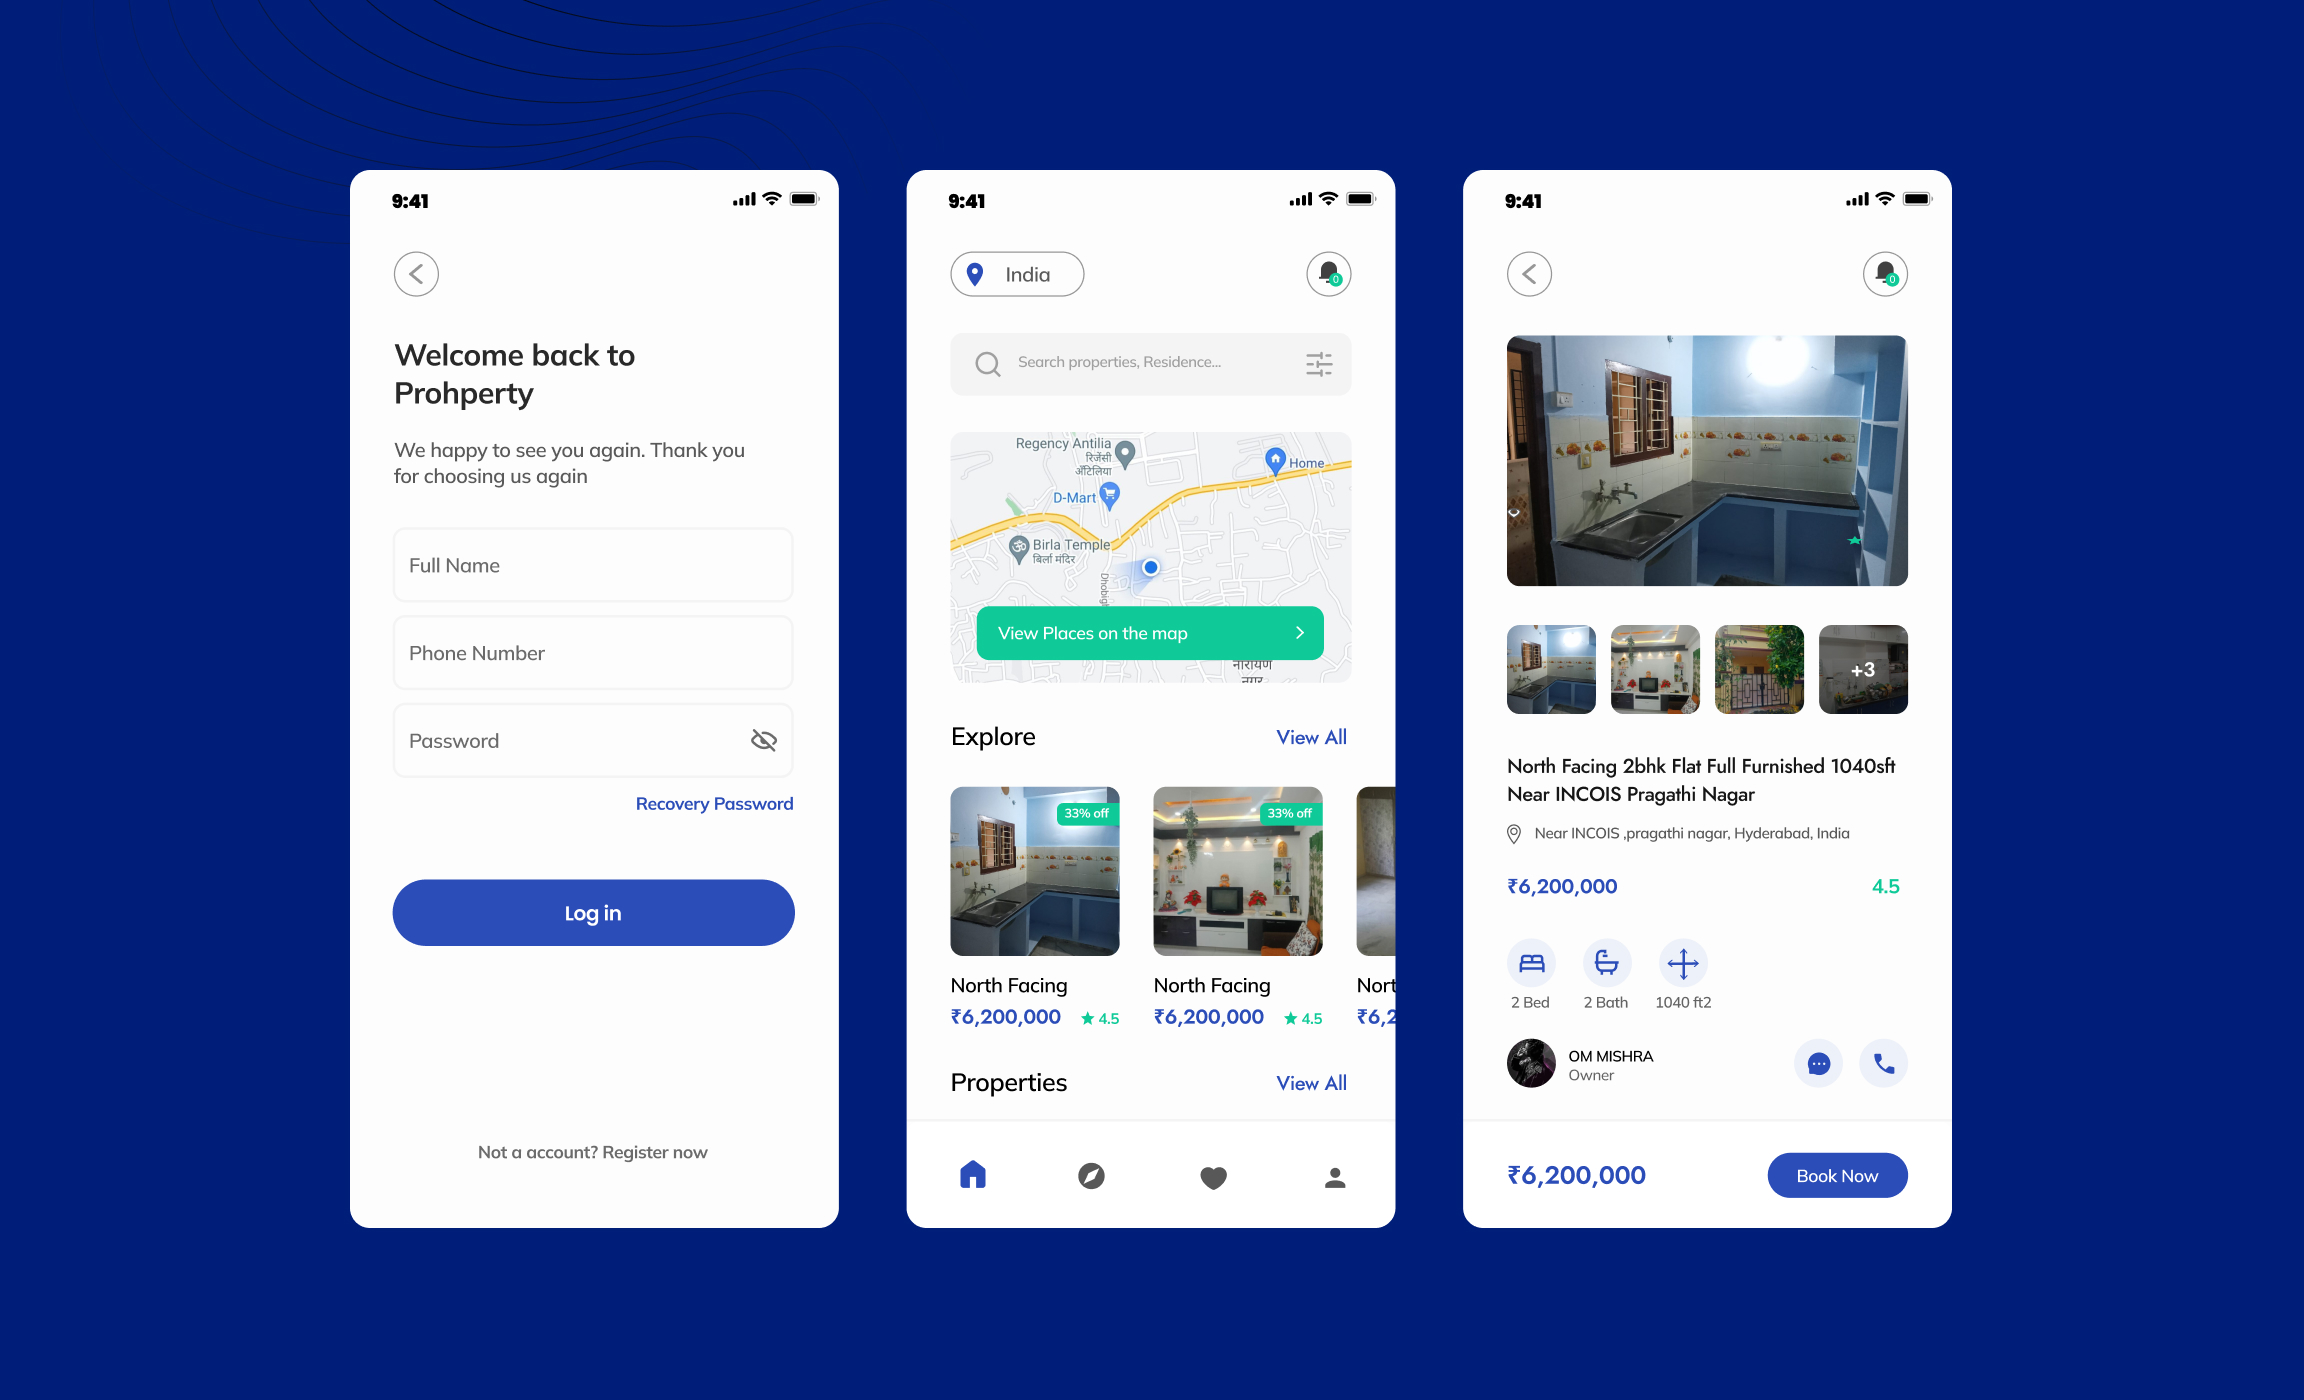 9:41
Welcome back to
Prohperty
We happy to see you again. Thank you
for choosing us again
Full Name
Phone Number
Password
Recovery Password
Log in
Not a account? Register now
9:41
India
0
Search properties, Residence...
Regency Antilia
रिजेंसी
अँटिलिया
Home
D-Mart
Birla Temple
बिर्ला मंदिर
View Places on the map
नारायण
नगर
Explore
View All
33% off
33% off
North Facing
North Facing
Nort
₹6,200,000
4.5
₹6,200,000
4.5
₹6,2
Properties
View All
9:41
0
+3
North Facing 2bhk Flat Full Furnished 1040sft
Near INCOIS Pragathi Nagar
Near INCOIS ,pragathi nagar, Hyderabad, India
₹6,200,000
4.5
2 Bed
2 Bath
1040 ft2
OM MISHRA
Owner
₹6,200,000
Book Now